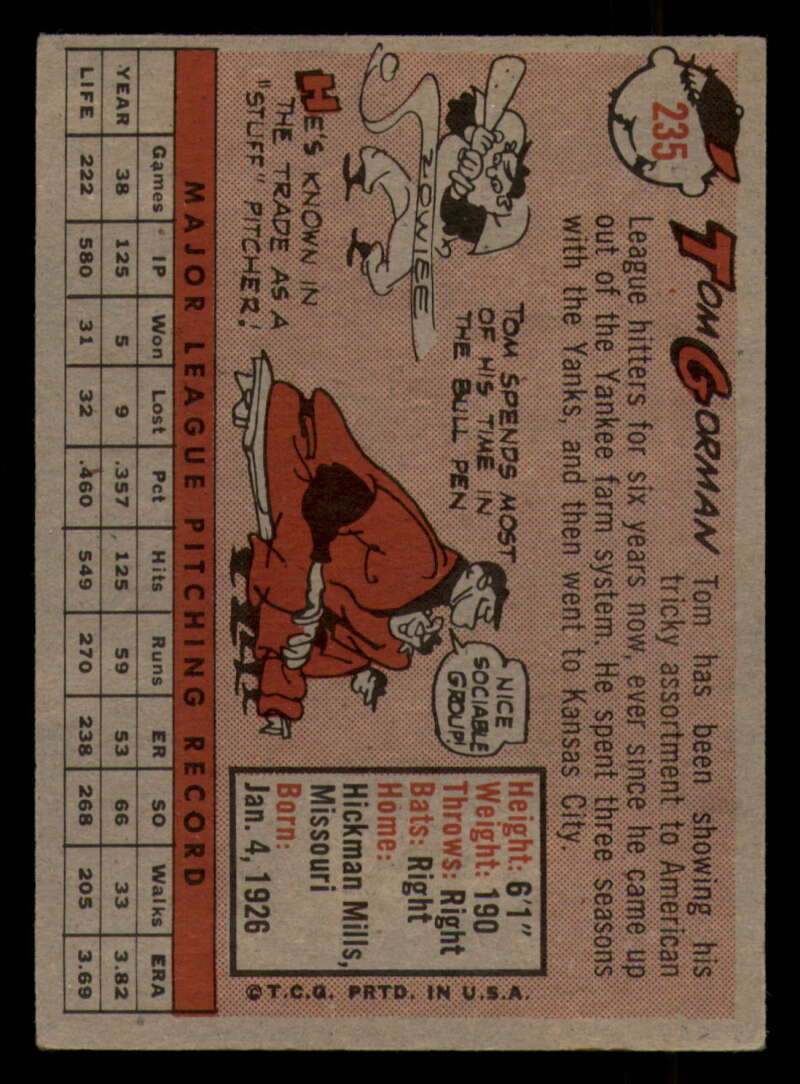 235
TOM GORMAN Tom has been showing his
tricky assortment to American
League hitters for six years now, ever since he came up
out of the Yankee farm system. He spent three seasons
with the Yanks, and then went to Kansas City.
ZOWIEE
HE'S KNOWN IN
THE TRADE AS A
"STUFF" PITCHER!
TOM SPENDS MOST
OF HIS TIME IN
THE BULL PEN
NICE
SOCIABLE
GROUP!
Height: 6'1"
Weight: 190
Throws: Right
Bats: Right
Home:
Hickman Mills,
Missouri
Born:
Jan. 4, 1926
©T.C.G. PRTD. IN U.S.A.
MAJOR LEAGUE PITCHING RECORD
Games IP Won Lost Pct Hits Runs ER SO Walks ERA
YEAR 38 125 5 9 .357 125 59 53 66 33 3.82
LIFE 222 580 31 32 .460 549 270 238 268 205 3.69